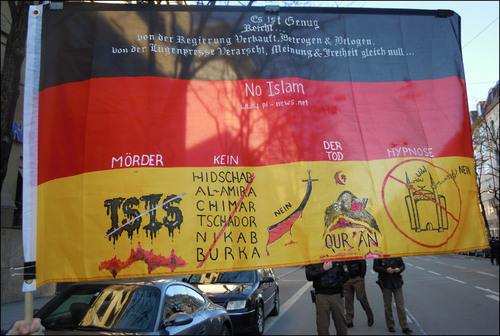 Es ist Genug
Reicht...
von der Regierung Verkauft, Betrogen & Belogen,
von der Lügenpresse Verarscht, Meinung & Freiheit gleich null ...
No Islam
www.pi-news.net
MÖRDER
ISIS
KEIN
HIDSCHAB
AL-AMIRA
CHIMAR
TSCHADOR
NIKAB
BURKA
NEIN
DER
TOD
QUR'AN
HYPNOSE
NEIN